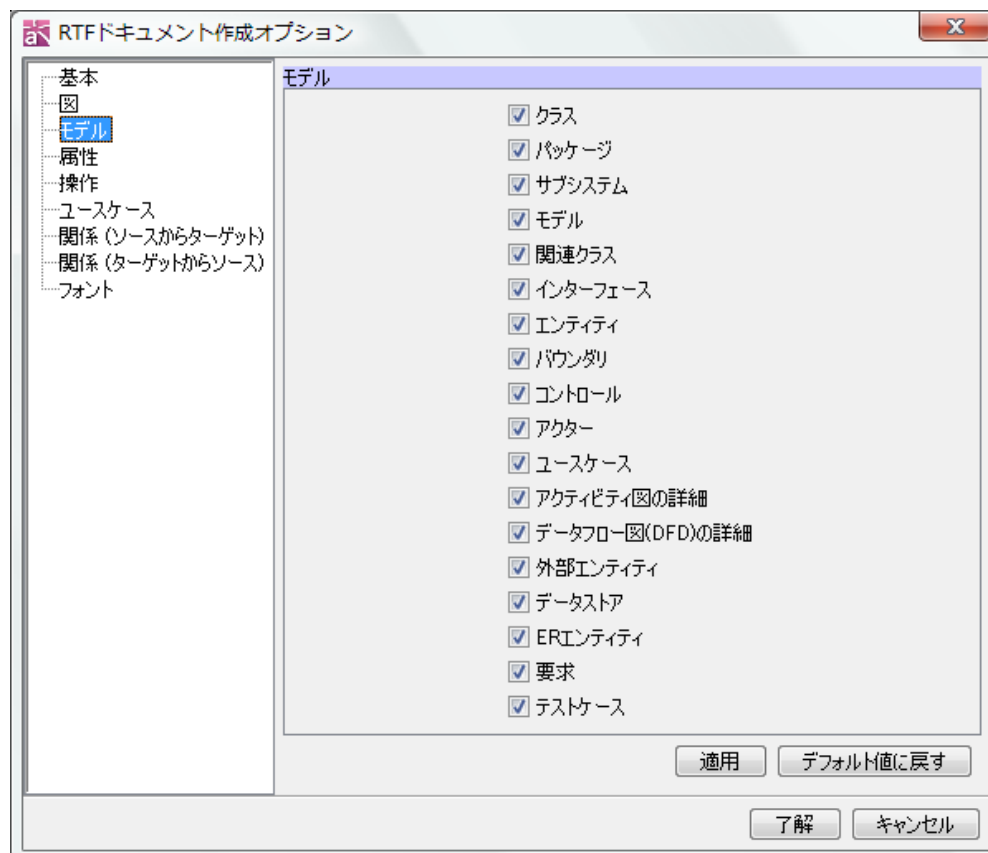 RTFドキュメント作成オプション
基本
図
モデル
属性
操作
ユースケース
関係 (ソースからターゲット)
関係 (ターゲットからソース)
フォント
モデル
クラス
パッケージ
サブシステム
モデル
関連クラス
インターフェース
エンティティ
バウンダリ
コントロール
アクター
ユースケース
アクティビティ図の詳細
データフロー図(DFD)の詳細
外部エンティティ
データストア
ERエンティティ
要求
テストケース
適用
デフォルト値に戻す
了解
キャンセル